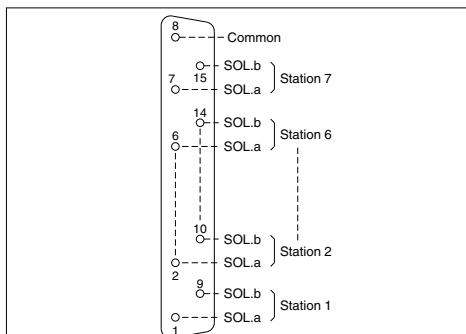 8
Common
SOL.b
15
7
SOL.a
Station 7
14
SOL.b
6
SOL.a
Station 6
10
SOL.b
2
SOL.a
Station 2
9
SOL.b
1
SOL.a
Station 1